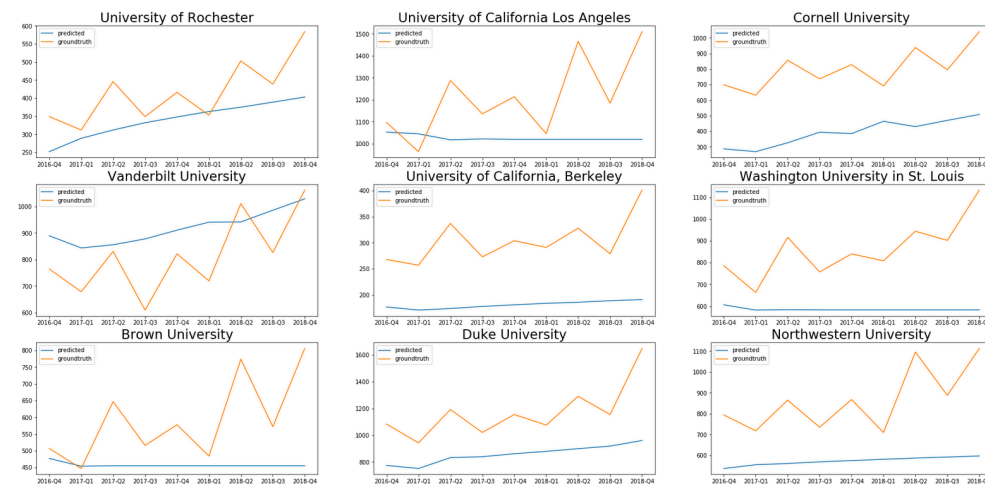 University of Rochester
predicted
groundtruth
600
550
500
450
400
350
300
250
2016-Q4 2017-Q1 2017-Q2 2017-Q3 2017-Q4 2018-Q1 2018-Q2 2018-Q3 2018-Q4
University of California Los Angeles
predicted
groundtruth
1500
1400
1300
1200
1100
1000
2016-Q4 2017-Q1 2017-Q2 2017-Q3 2017-Q4 2018-Q1 2018-Q2 2018-Q3 2018-Q4
Cornell University
predicted
groundtruth
1000
900
800
700
600
500
400
300
2016-Q4 2017-Q1 2017-Q2 2017-Q3 2017-Q4 2018-Q1 2018-Q2 2018-Q3 2018-Q4
Vanderbilt University
predicted
groundtruth
1000
900
800
700
600
2016-Q4 2017-Q1 2017-Q2 2017-Q3 2017-Q4 2018-Q1 2018-Q2 2018-Q3 2018-Q4
University of California, Berkeley
predicted
groundtruth
400
350
300
250
200
2016-Q4 2017-Q1 2017-Q2 2017-Q3 2017-Q4 2018-Q1 2018-Q2 2018-Q3 2018-Q4
Washington University in St. Louis
predicted
groundtruth
1100
1000
900
800
700
600
2016-Q4 2017-Q1 2017-Q2 2017-Q3 2017-Q4 2018-Q1 2018-Q2 2018-Q3 2018-Q4
Brown University
predicted
groundtruth
800
750
700
650
600
550
500
450
2016-Q4 2017-Q1 2017-Q2 2017-Q3 2017-Q4 2018-Q1 2018-Q2 2018-Q3 2018-Q4
Duke University
predicted
groundtruth
1600
1400
1200
1000
800
2016-Q4 2017-Q1 2017-Q2 2017-Q3 2017-Q4 2018-Q1 2018-Q2 2018-Q3 2018-Q4
Northwestern University
predicted
groundtruth
1100
1000
900
800
700
600
2016-Q4 2017-Q1 2017-Q2 2017-Q3 2017-Q4 2018-Q1 2018-Q2 2018-Q3 2018-Q4